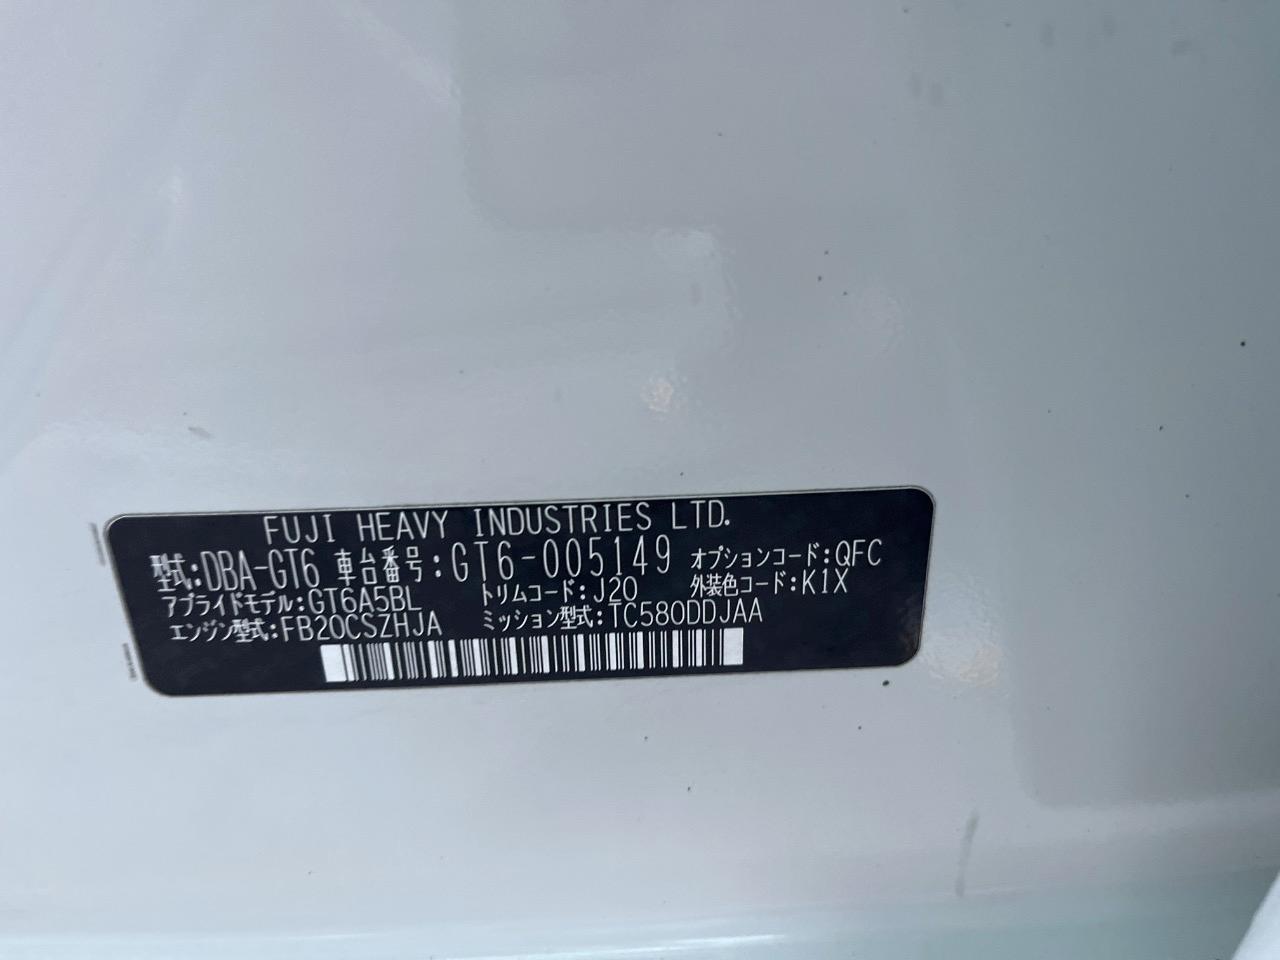 FUJI HEAVY INDUSTRIES LTD.
型式:DBA-GT6 車台番号:GT6-005149 オプションコード:QFC
アプライドモデル:GT6A5BL トリムコード:J20 外装色コード:K1X
エンジン型式:FB20CSZHJA ミッション型式:TC580DDJAA